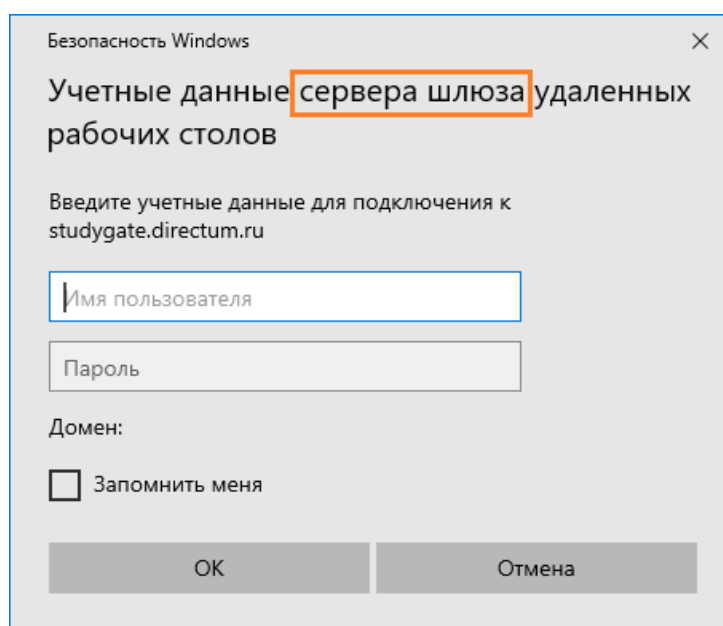 Безопасность Windows
Учетные данные сервера шлюза удаленных
рабочих столов
Введите учетные данные для подключения к
studygate.directum.ru
Имя пользователя
Пароль
Домен:
Запомнить меня
ОК
Отмена